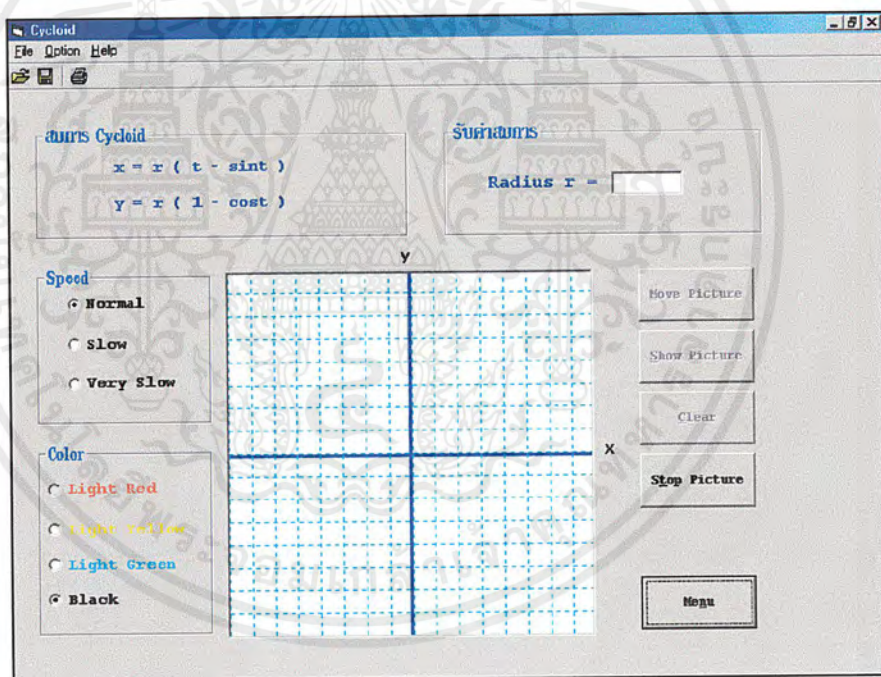 Cycloid
File Option Help
สมการ Cycloid
x = r ( t - sint )
y = r ( 1 - cost )
รับค่าสมการ
Radius r =
y
Speed
Normal
Slow
Very Slow
Move Picture
Show Picture
Clear
x
Stop Picture
Color
Light Red
Light Yellow
Light Green
Black
Menu